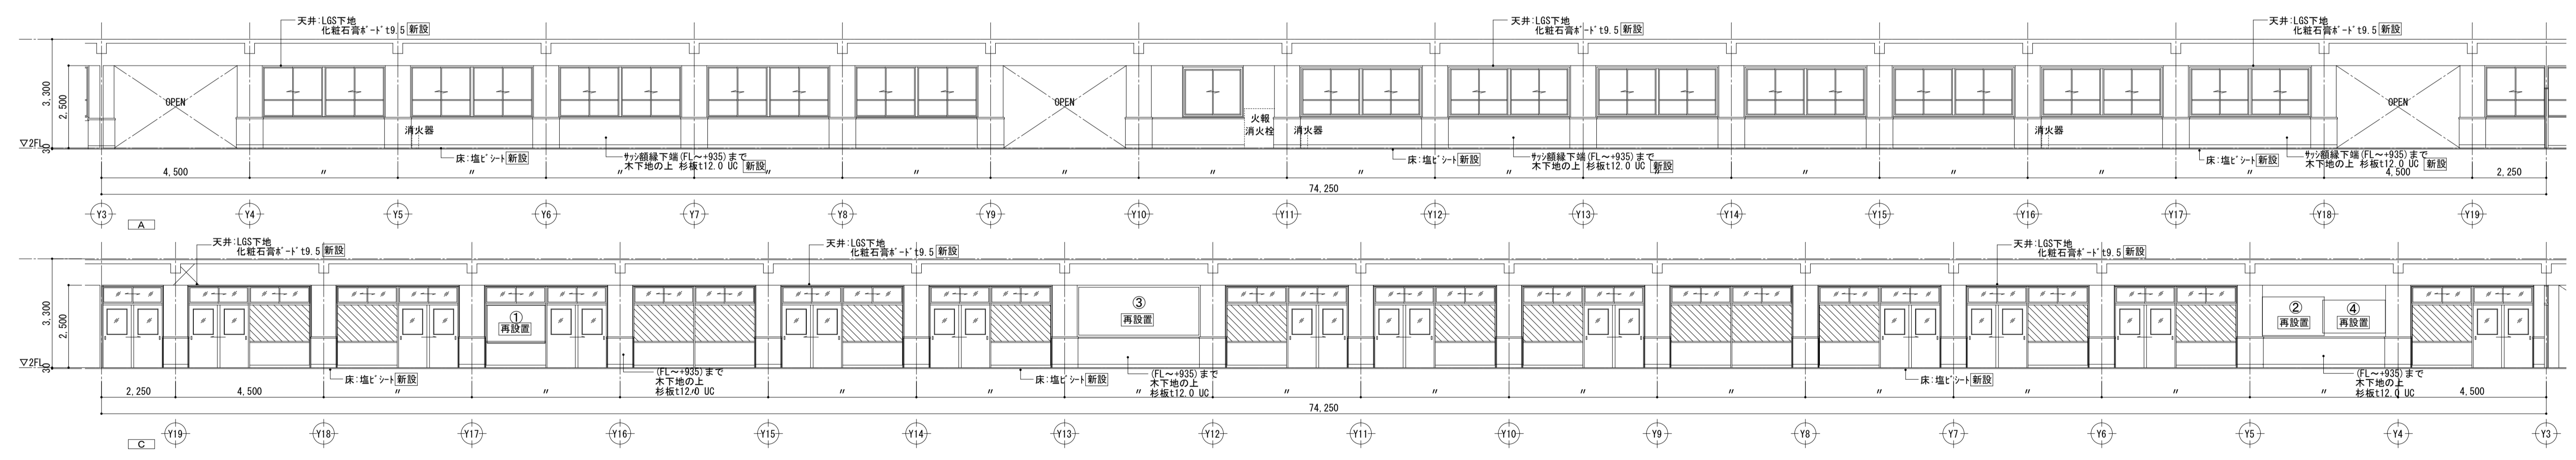 天井:LGS下地
化粧石膏ﾎﾞｰﾄﾞt9.5 新設
天井:LGS下地
化粧石膏ﾎﾞｰﾄﾞt9.5 新設
天井:LGS下地
化粧石膏ﾎﾞｰﾄﾞt9.5 新設
3,300
2,500
OPEN
OPEN
OPEN
消火器
火報
消火栓
消火器
消火器
▽2FL
30
床:塩ﾋﾞｼｰﾄ 新設
ｻｯｼ額縁下端(FL～+935)まで
木下地の上 杉板t12.0 UC 新設
床:塩ﾋﾞｼｰﾄ 新設
ｻｯｼ額縁下端(FL～+935)まで
木下地の上 杉板t12.0 UC 新設
床:塩ﾋﾞｼｰﾄ 新設
ｻｯｼ額縁下端(FL～+935)まで
木下地の上 杉板t12.0 UC 新設
4,500 〃 〃 〃 〃 〃 〃 〃 〃 〃 〃 〃 〃 〃 〃 4,500 2,250
74,250
Y3 Y4 Y5 Y6 Y7 Y8 Y9 Y10 Y11 Y12 Y13 Y14 Y15 Y16 Y17 Y18 Y19
A
天井:LGS下地
化粧石膏ﾎﾞｰﾄﾞt9.5 新設
天井:LGS下地
化粧石膏ﾎﾞｰﾄﾞt9.5 新設
天井:LGS下地
化粧石膏ﾎﾞｰﾄﾞt9.5 新設
3,300
2,500
①
再設置
③
再設置
②
再設置
④
再設置
▽2FL
30
床:塩ﾋﾞｼｰﾄ 新設
(FL～+935)まで
木下地の上
杉板t12.0 UC
床:塩ﾋﾞｼｰﾄ 新設
(FL～+935)まで
木下地の上
杉板t12.0 UC
床:塩ﾋﾞｼｰﾄ 新設
(FL～+935)まで
木下地の上
杉板t12.0 UC
2,250 4,500 〃 〃 〃 〃 〃 〃 〃 〃 〃 〃 〃 〃 〃 〃 4,500
74,250
Y19 Y18 Y17 Y16 Y15 Y14 Y13 Y12 Y11 Y10 Y9 Y8 Y7 Y6 Y5 Y4 Y3
C